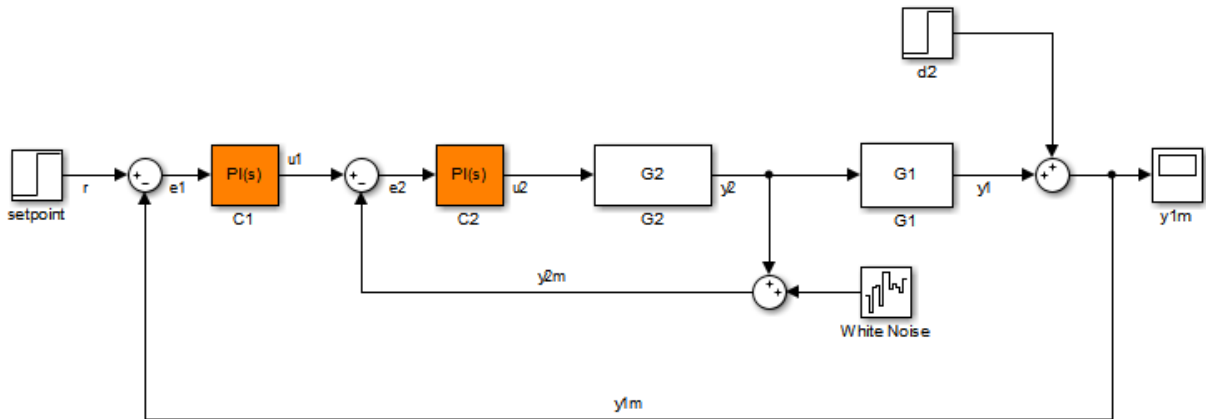 d2
PI(s)
u1
PI(s)
G2
G1
r
e1
e2
u2
y2
y1
setpoint
C1
C2
G2
G1
y1m
y2m
White Noise
y1m